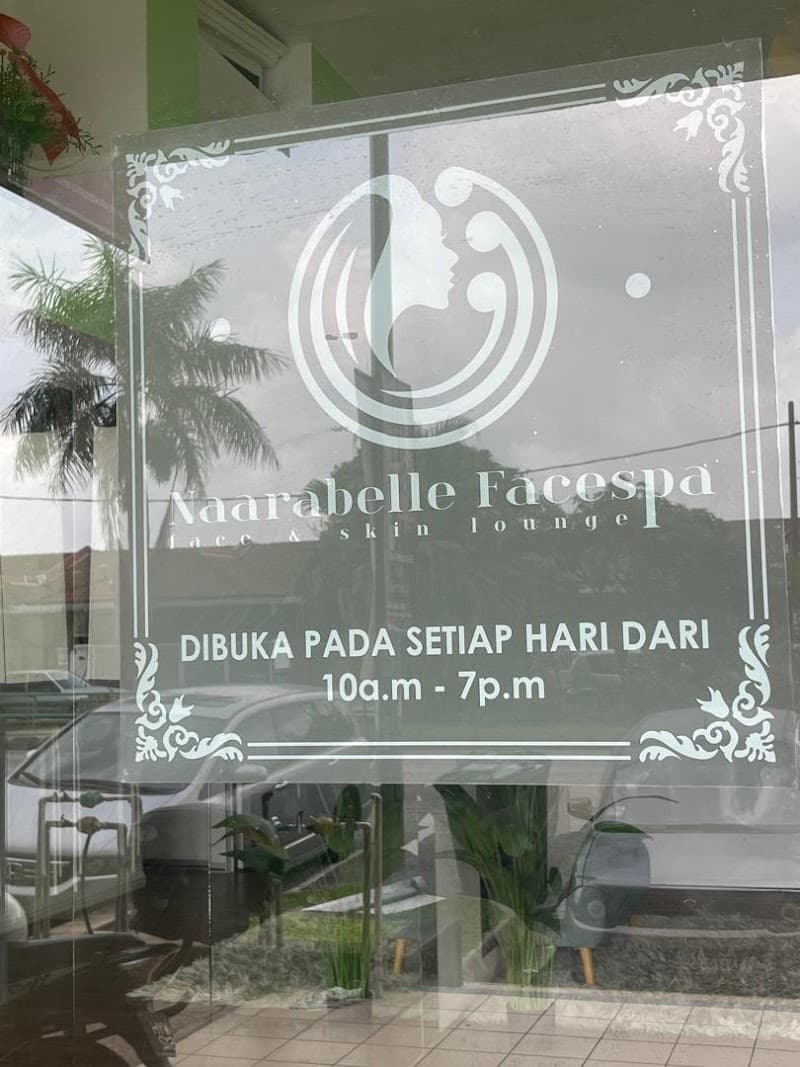 Naarabelle Facespa
face & skin lounge
DIBUKA PADA SETIAP HARI DARI
10a.m - 7p.m